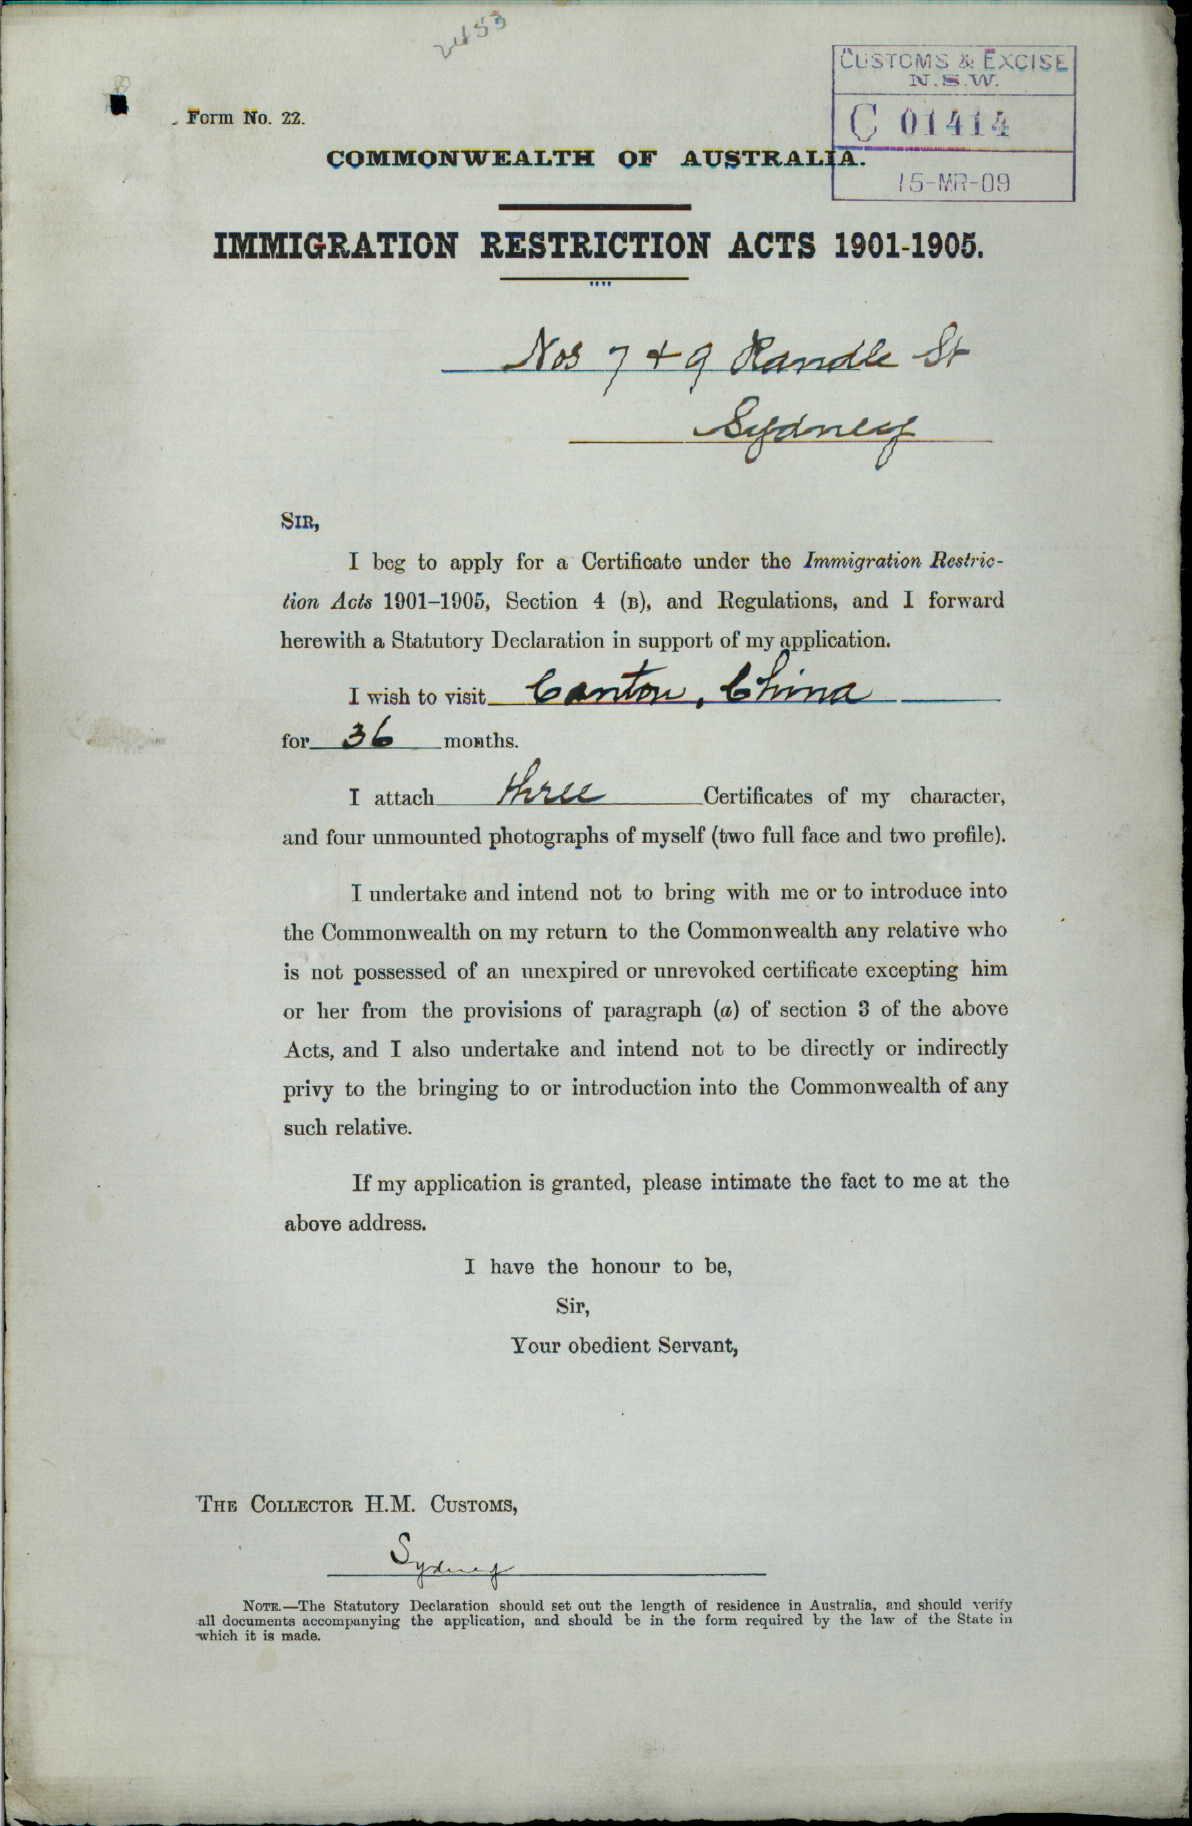 2453
CUSTOMS & EXCISE
N.S.W.
C 01414
15-MR-09
Form No. 22.
COMMONWEALTH OF AUSTRALIA.
IMMIGRATION RESTRICTION ACTS 1901-1905.
Nos 7 & 9 Randle St
Sydney
SIR,
I beg to apply for a Certificate under the Immigration Restric-
tion Acts 1901-1905, Section 4 (B), and Regulations, and I forward
herewith a Statutory Declaration in support of my application.
I wish to visit Canton, China
for 36 months.
I attach three Certificates of my character,
and four unmounted photographs of myself (two full face and two profile).
I undertake and intend not to bring with me or to introduce into
the Commonwealth on my return to the Commonwealth any relative who
is not possessed of an unexpired or unrevoked certificate excepting him
or her from the provisions of paragraph (a) of section 3 of the above
Acts, and I also undertake and intend not to be directly or indirectly
privy to the bringing to or introduction into the Commonwealth of any
such relative.
If my application is granted, please intimate the fact to me at the
above address.
I have the honour to be,
Sir,
Your obedient Servant,
THE COLLECTOR H.M. CUSTOMS,
Sydney
NOTE.—The Statutory Declaration should set out the length of residence in Australia, and should verify
all documents accompanying the application, and should be in the form required by the law of the State in
which it is made.